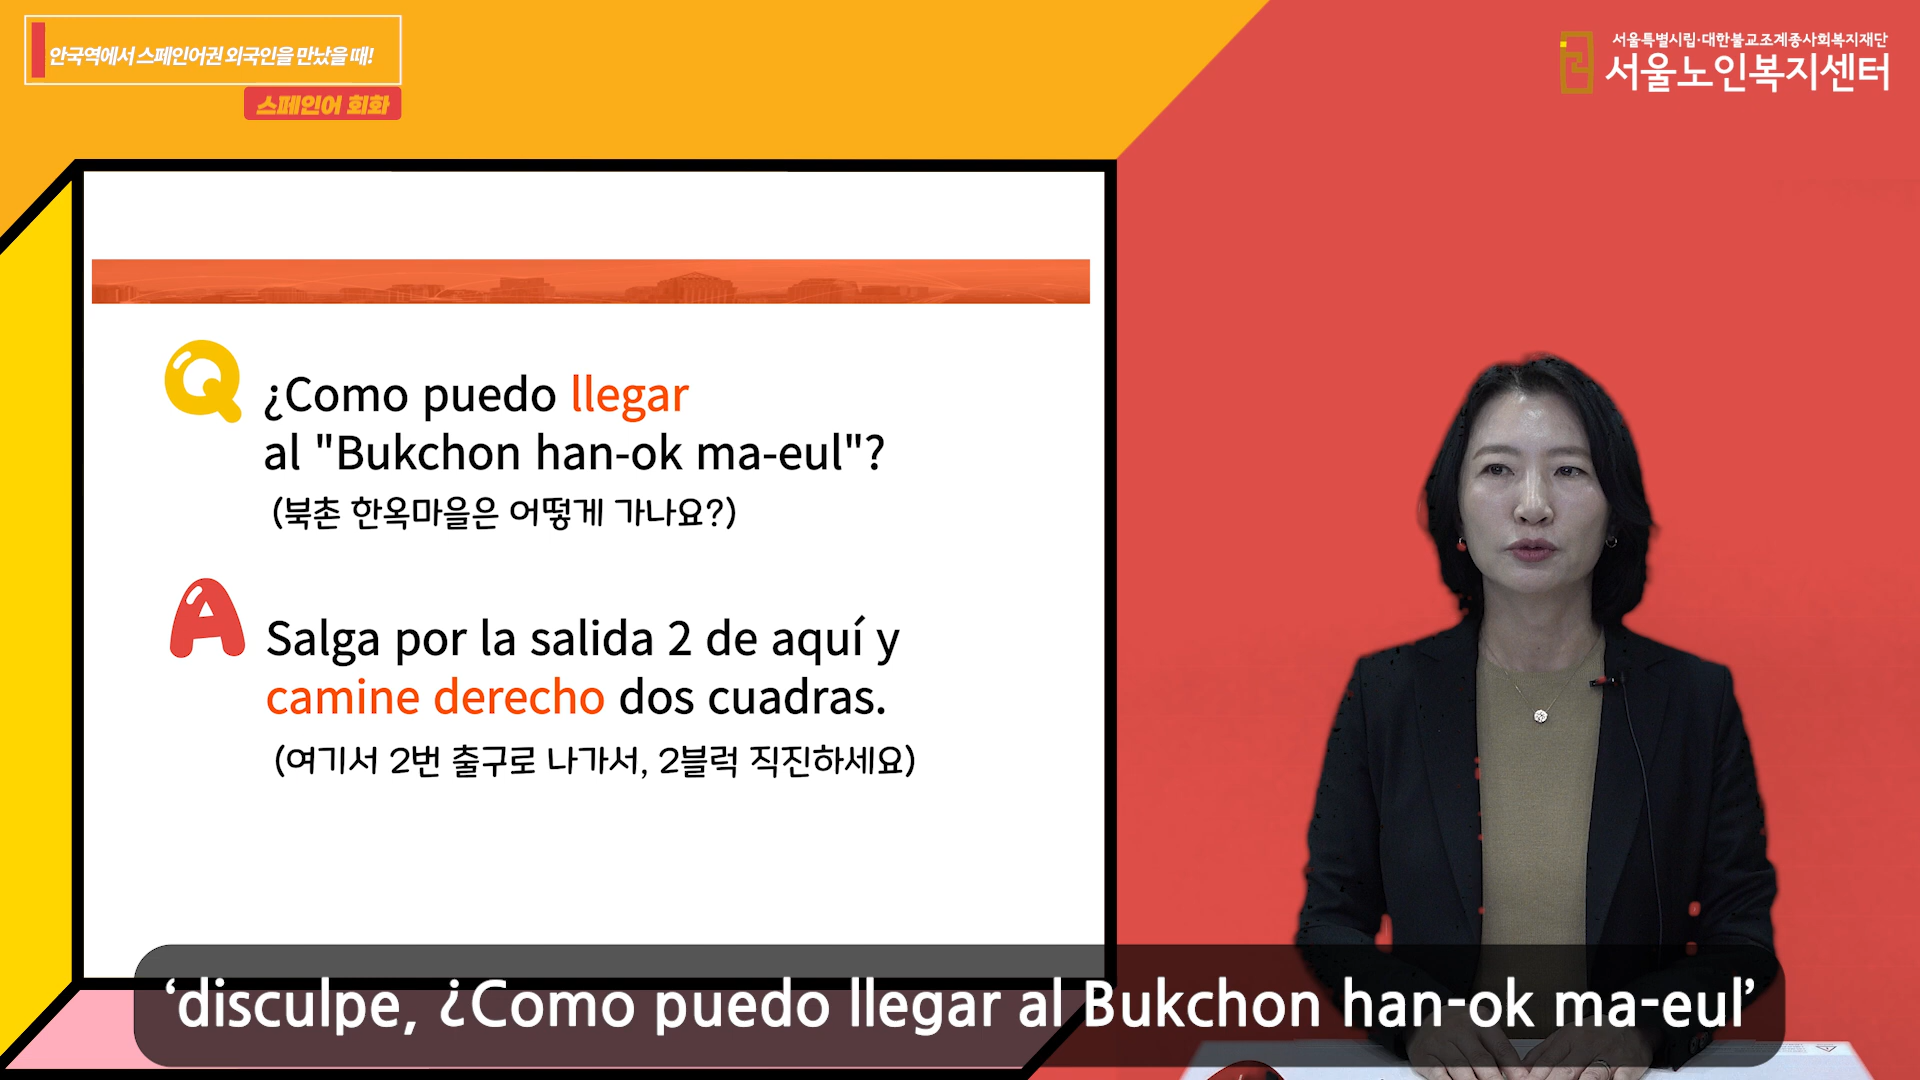 안국역에서 스페인어권 외국인을 만났을 때!
스페인어 회화
서울특별시립·대한불교조계종사회복지재단
서울노인복지센터
Q
¿Como puedo llegar
al "Bukchon han-ok ma-eul"?
(북촌 한옥마을은 어떻게 가나요?)
A
Salga por la salida 2 de aquí y
camine derecho dos cuadras.
(여기서 2번 출구로 나가서, 2블럭 직진하세요)
‘disculpe, ¿Como puedo llegar al Bukchon han-ok ma-eul’